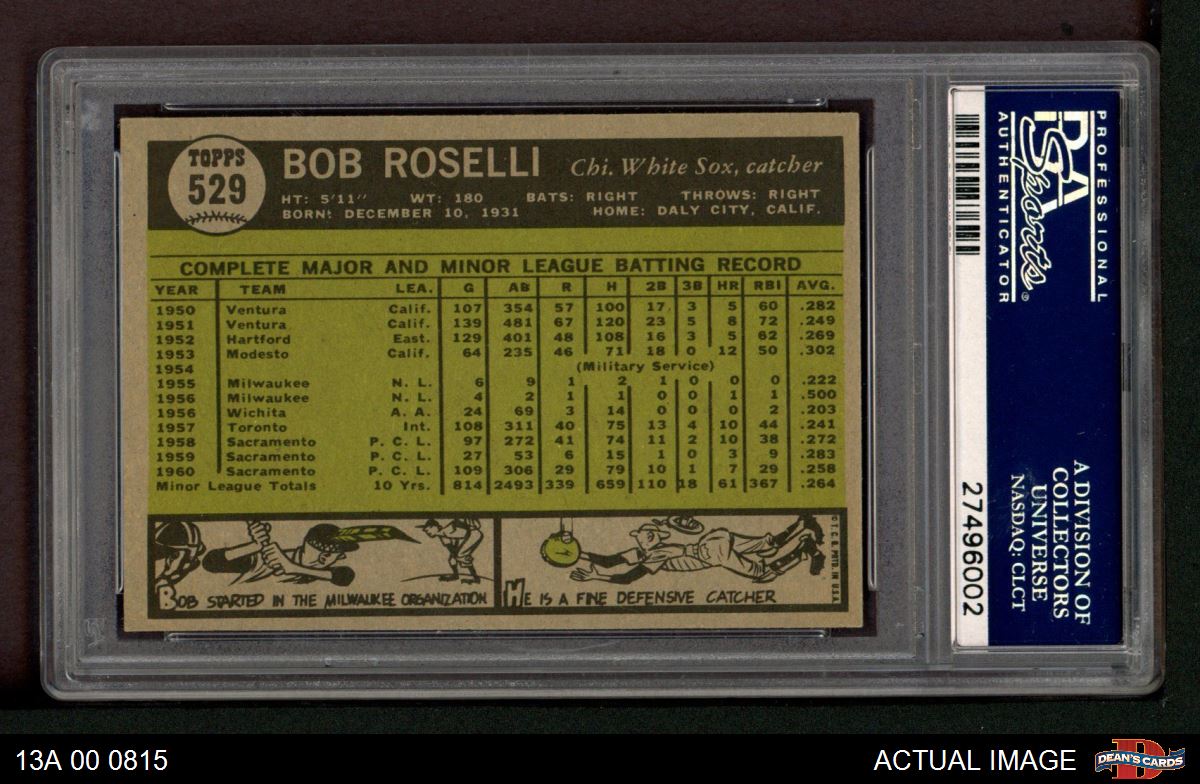 TOPPS
529
BOB ROSELLI Chi. White Sox, catcher
HT: 5'11" WT: 180 BATS: RIGHT THROWS: RIGHT
BORN: DECEMBER 10, 1931 HOME: DALY CITY, CALIF.
COMPLETE MAJOR AND MINOR LEAGUE BATTING RECORD
YEAR TEAM LEA. G AB R H 2B 3B HR RBI AVG.
1950 Ventura Calif. 107 354 57 100 17 3 5 60 .282
1951 Ventura Calif. 139 481 67 120 23 5 8 72 .249
1952 Hartford East. 129 401 48 108 16 3 5 62 .269
1953 Modesto Calif. 64 235 46 71 18 0 12 50 .302
1954 (Military Service)
1955 Milwaukee N. L. 6 9 1 2 1 0 0 0 .222
1956 Milwaukee N. L. 4 2 1 1 0 0 1 1 .500
1956 Wichita A. A. 24 69 3 14 0 0 0 2 .203
1957 Toronto Int. 108 311 40 75 13 4 10 44 .241
1958 Sacramento P. C. L. 97 272 41 74 11 2 10 38 .272
1959 Sacramento P. C. L. 27 53 6 15 1 0 3 9 .283
1960 Sacramento P. C. L. 109 306 29 79 10 1 7 29 .258
Minor League Totals 10 Yrs. 814 2493 339 659 110 18 61 367 .264
BOB STARTED IN THE MILWAUKEE ORGANIZATION
HE IS A FINE DEFENSIVE CATCHER
© T.C.G. PRTD. IN U.S.A.
PROFESSIONAL
PSA
Sports®
AUTHENTICATOR
A DIVISION OF
COLLECTORS
UNIVERSE
NASDAQ: CLCT
27496002
13A 00 0815
ACTUAL IMAGE
D
DEAN'S CARDS